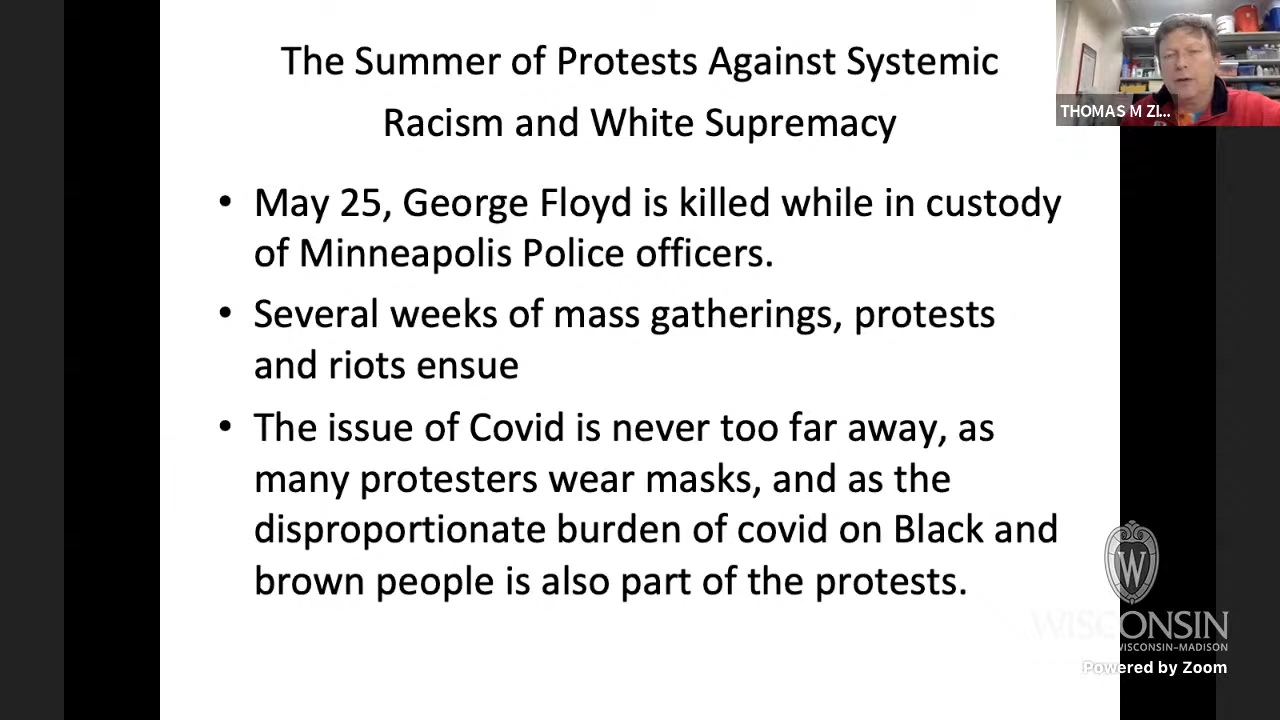 The Summer of Protests Against Systemic
Racism and White Supremacy
• May 25, George Floyd is killed while in custody
of Minneapolis Police officers.
• Several weeks of mass gatherings, protests
and riots ensue
• The issue of Covid is never too far away, as
many protesters wear masks, and as the
disproportionate burden of covid on Black and
brown people is also part of the protests.
THOMAS M ZI...
W
WISCONSIN
WISCONSIN–MADISON
Powered by Zoom